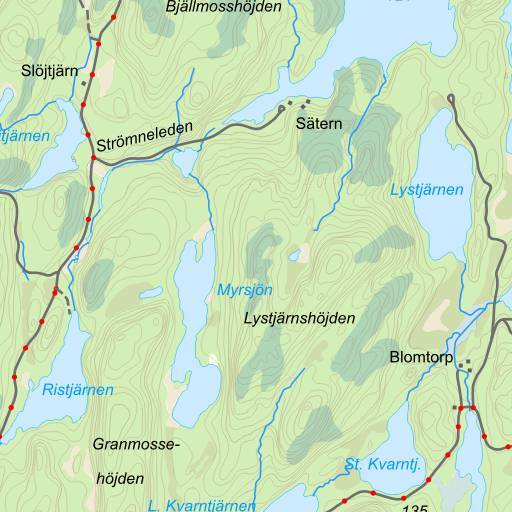 Bjällmosshöjden
Slöjtjärn
tjärnen
Strömneleden
Sätern
Lystjärnen
Myrsjön
Lystjärnshöjden
Blomtorp
Ristjärnen
Granmosse-
höjden
St. Kvarntj.
L. Kvarntjärnen
135